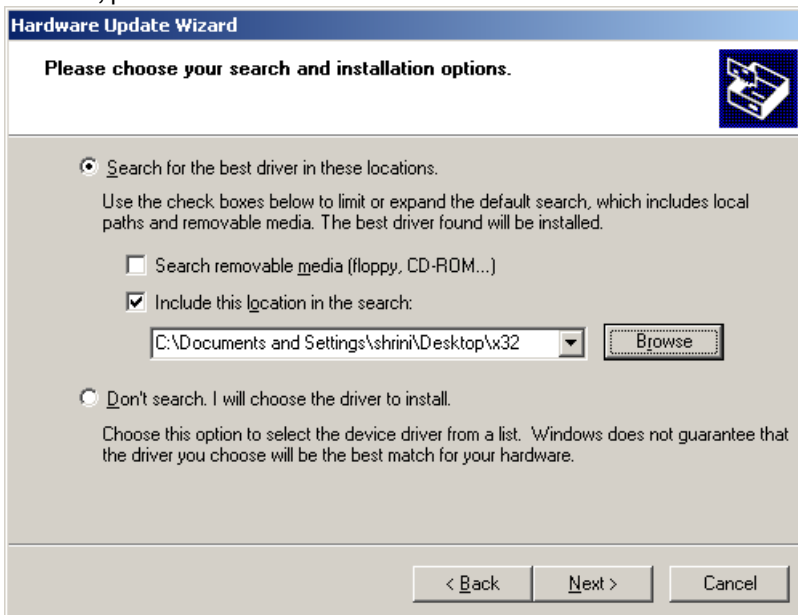 Hardware Update Wizard
Please choose your search and installation options.
Search for the best driver in these locations.
Use the check boxes below to limit or expand the default search, which includes local
paths and removable media. The best driver found will be installed.
Search removable media (floppy, CD-ROM...)
Include this location in the search:
C:\Documents and Settings\shrini\Desktop\x32
Browse
Don't search. I will choose the driver to install.
Choose this option to select the device driver from a list. Windows does not guarantee that
the driver you choose will be the best match for your hardware.
< Back
Next >
Cancel